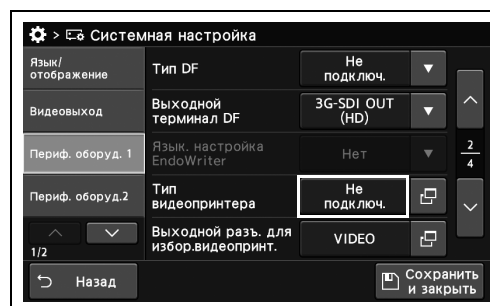 > Системная настройка
Язык/
отображение
Видеовыход
Периф. оборуд. 1
Периф. оборуд.2
1/2
Тип DF
Не
подключ.
Выходной
терминал DF
3G-SDI OUT
(HD)
Язык. настройка
EndoWriter
Нет
Тип
видеопринтера
Не
подключ.
Выходной разъ. для
избор.видеопринт.
VIDEO
2
4
Назад
Сохранить
и закрыть